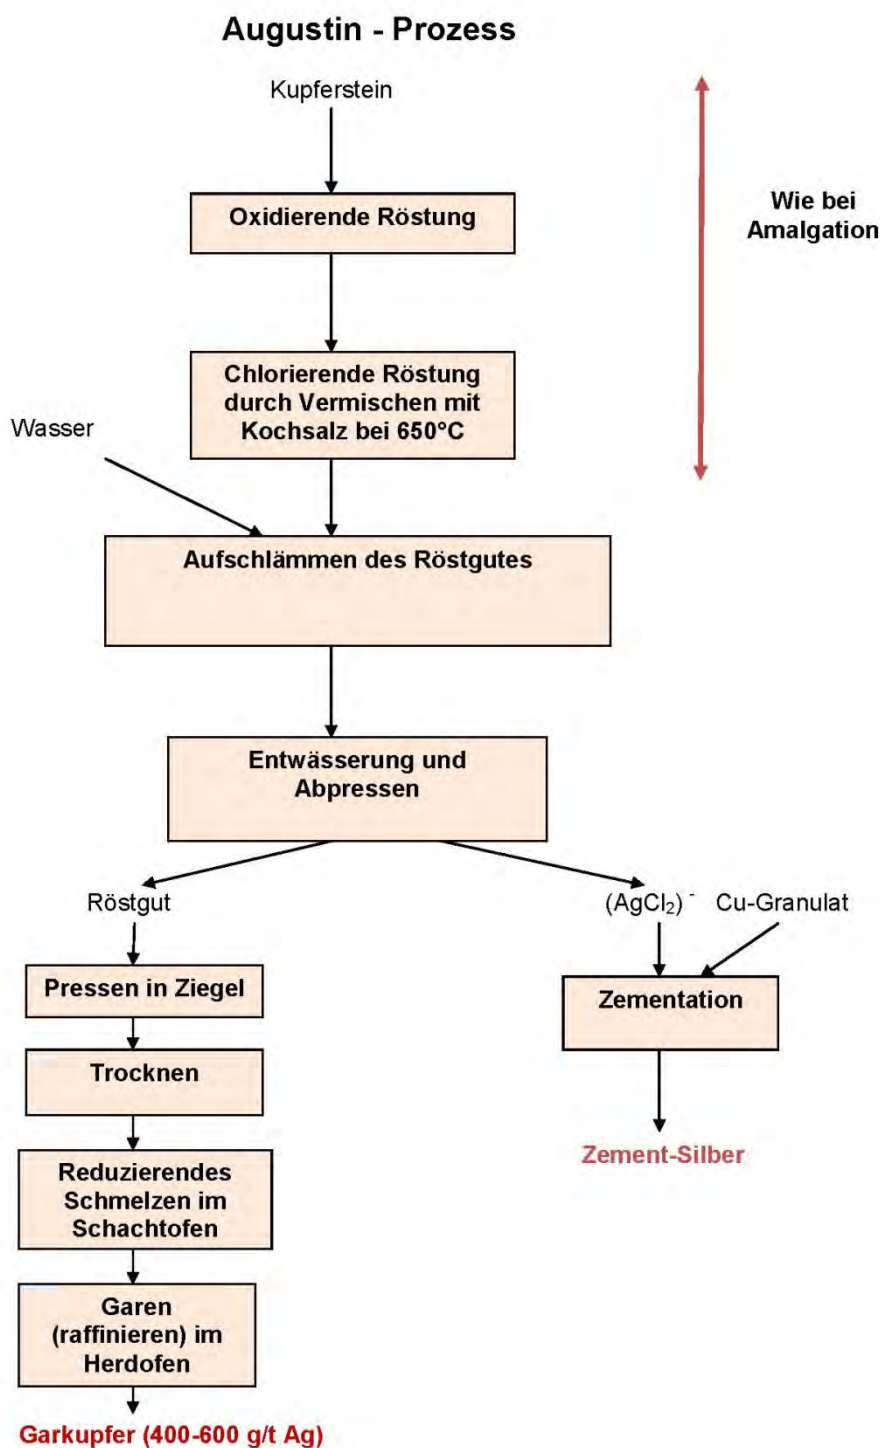 Augustin - Prozess
Kupferstein
Wie bei
Amalgation
Oxidierende Röstung
Chlorierende Röstung
durch Vermischen mit
Kochsalz bei 650°C
Wasser
Aufschlämmen des Röstgutes
Entwässerung und
Abpressen
Röstgut
(AgCl₂)⁻
Cu-Granulat
Pressen in Ziegel
Zementation
Trocknen
Zement-Silber
Reduzierendes
Schmelzen im
Schachtofen
Garen
(raffinieren) im
Herdofen
Garkupfer (400-600 g/t Ag)